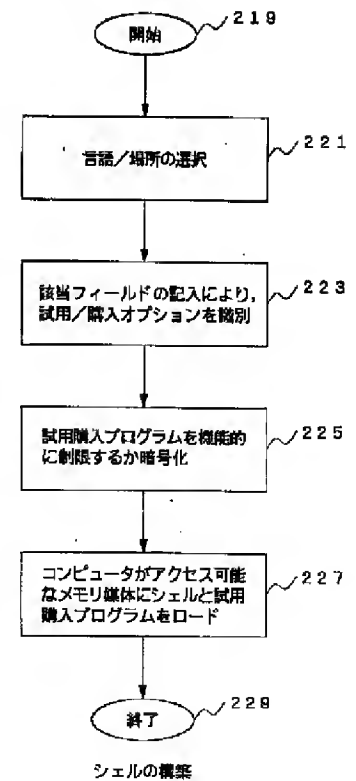 開始
219
言語／場所の選択
221
該当フィールドの記入により，
試用／購入オプションを識別
223
試用購入プログラムを機能的
に制限するか暗号化
225
コンピュータがアクセス可能
なメモリ媒体にシェルと試用
購入プログラムをロード
227
終了
229
シェルの構築